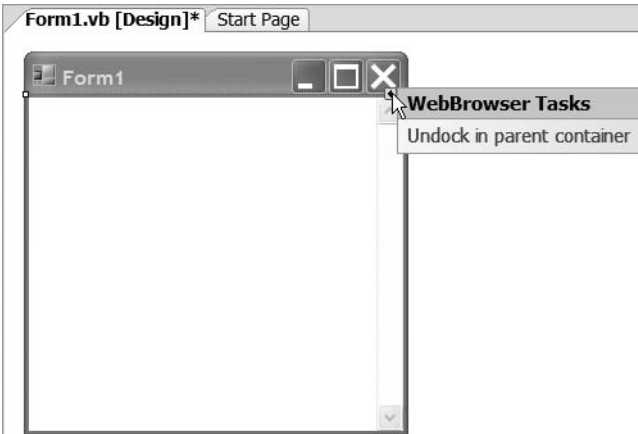 Form1.vb [Design]* Start Page
Form1
WebBrowser Tasks
Undock in parent container